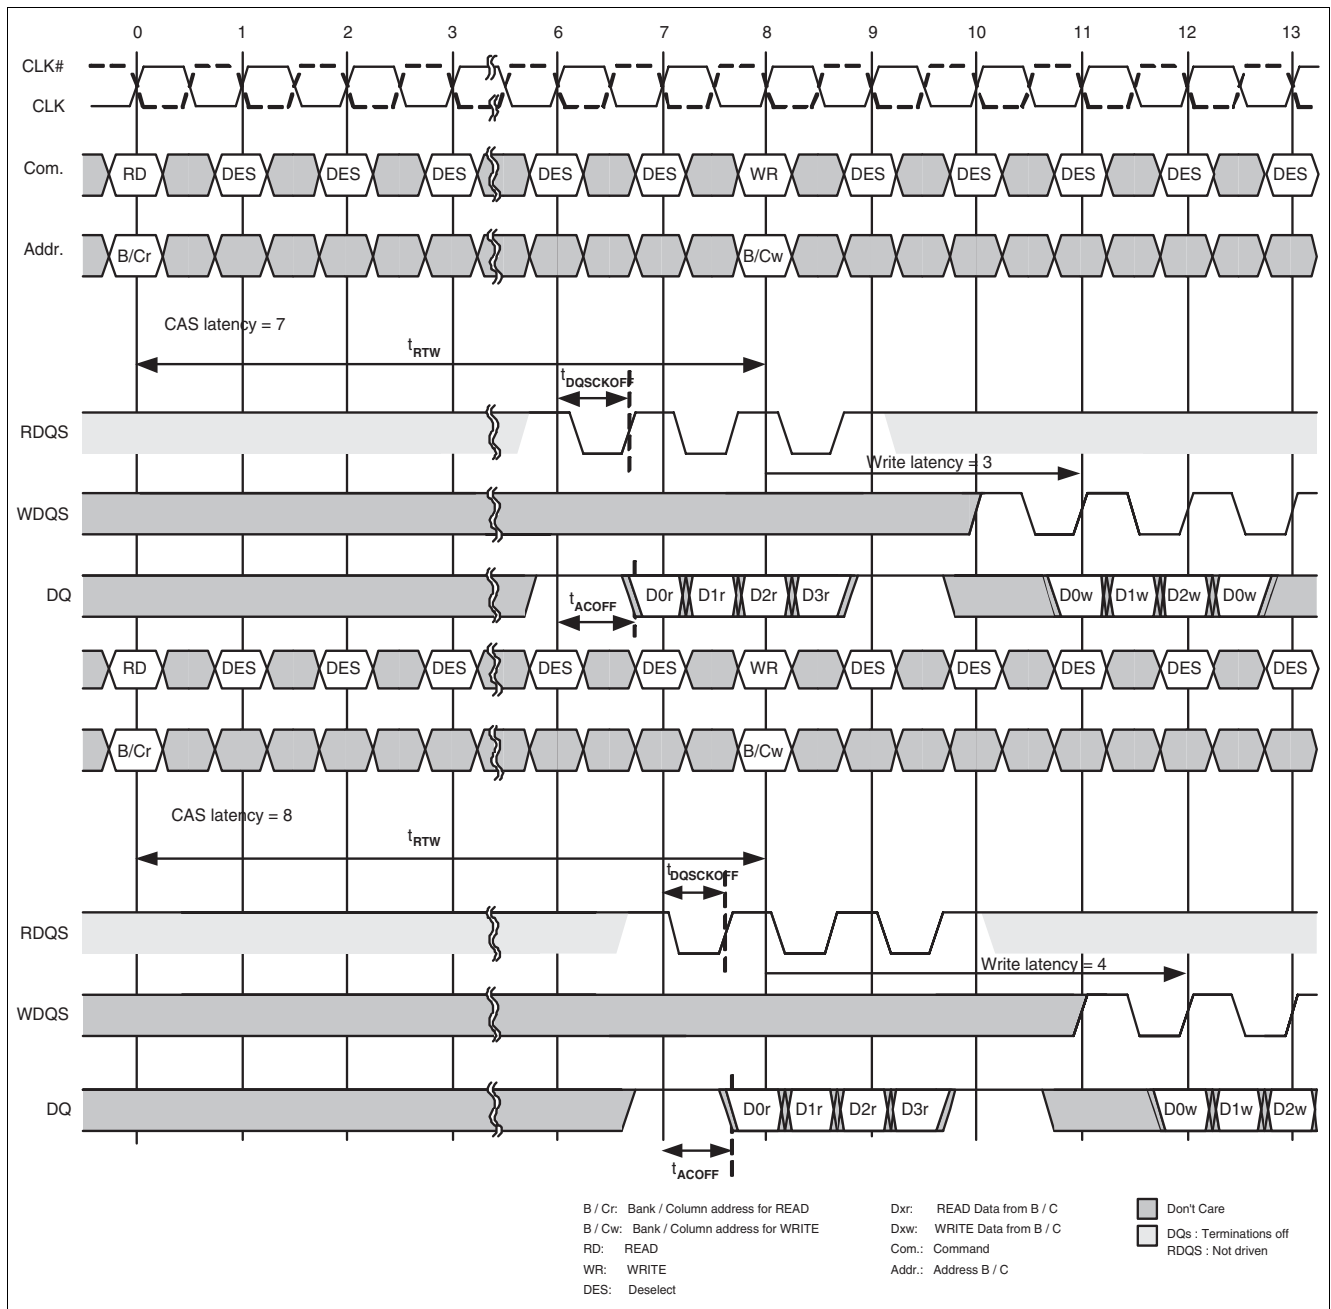 0 1 2 3 6 7 8 9 10 11 12 13
CLK#
CLK
Com. RD DES DES DES DES DES WR DES DES DES DES DES
Addr. B/Cr B/Cw
CAS latency = 7
tRTW
tDQSCKOFF
RDQS
Write latency = 3
WDQS
DQ D0r D1r D2r D3r D0w D1w D2w D0w
tACOFF
RD DES DES DES DES DES WR DES DES DES DES DES
B/Cr B/Cw
CAS latency = 8
tRTW
tDQSCKOFF
RDQS
Write latency = 4
WDQS
DQ D0r D1r D2r D3r D0w D1w D2w
tACOFF
B / Cr: Bank / Column address for READ
B / Cw: Bank / Column address for WRITE
RD: READ
WR: WRITE
DES: Deselect
Dxr: READ Data from B / C
Dxw: WRITE Data from B / C
Com.: Command
Addr.: Address B / C
Don't Care
DQs : Terminations off
RDQS : Not driven